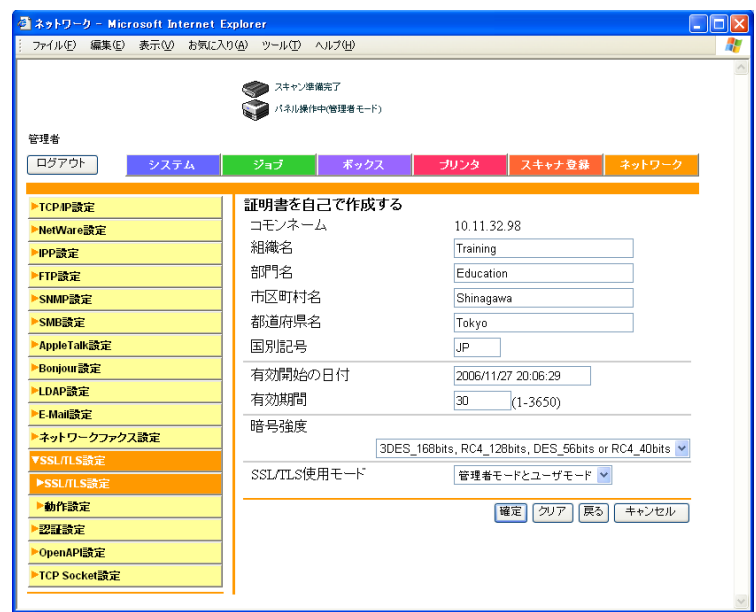 ネットワーク - Microsoft Internet Explorer
ファイル(F) 編集(E) 表示(V) お気に入り(A) ツール(T) ヘルプ(H)
スキャン準備完了
パネル操作中(管理者モード)
管理者
ログアウト システム ジョブ ボックス プリンタ スキャナ登録 ネットワーク
▶TCP/IP設定
▶NetWare設定
▶IPP設定
▶FTP設定
▶SNMP設定
▶SMB設定
▶AppleTalk設定
▶Bonjour設定
▶LDAP設定
▶E-Mail設定
▶ネットワークファクス設定
▼SSL/TLS設定
▶SSL/TLS設定
▶動作設定
▶認証設定
▶OpenAPI設定
▶TCP Socket設定
証明書を自己で作成する
コモンネーム 10.11.32.98
組織名 Training
部門名 Education
市区町村名 Shinagawa
都道府県名 Tokyo
国別記号 JP
有効開始の日付 2006/11/27 20:06:29
有効期間 30 (1-3650)
暗号強度
3DES_168bits, RC4_128bits, DES_56bits or RC4_40bits
SSL/TLS使用モード 管理者モードとユーザモード
確定 クリア 戻る キャンセル